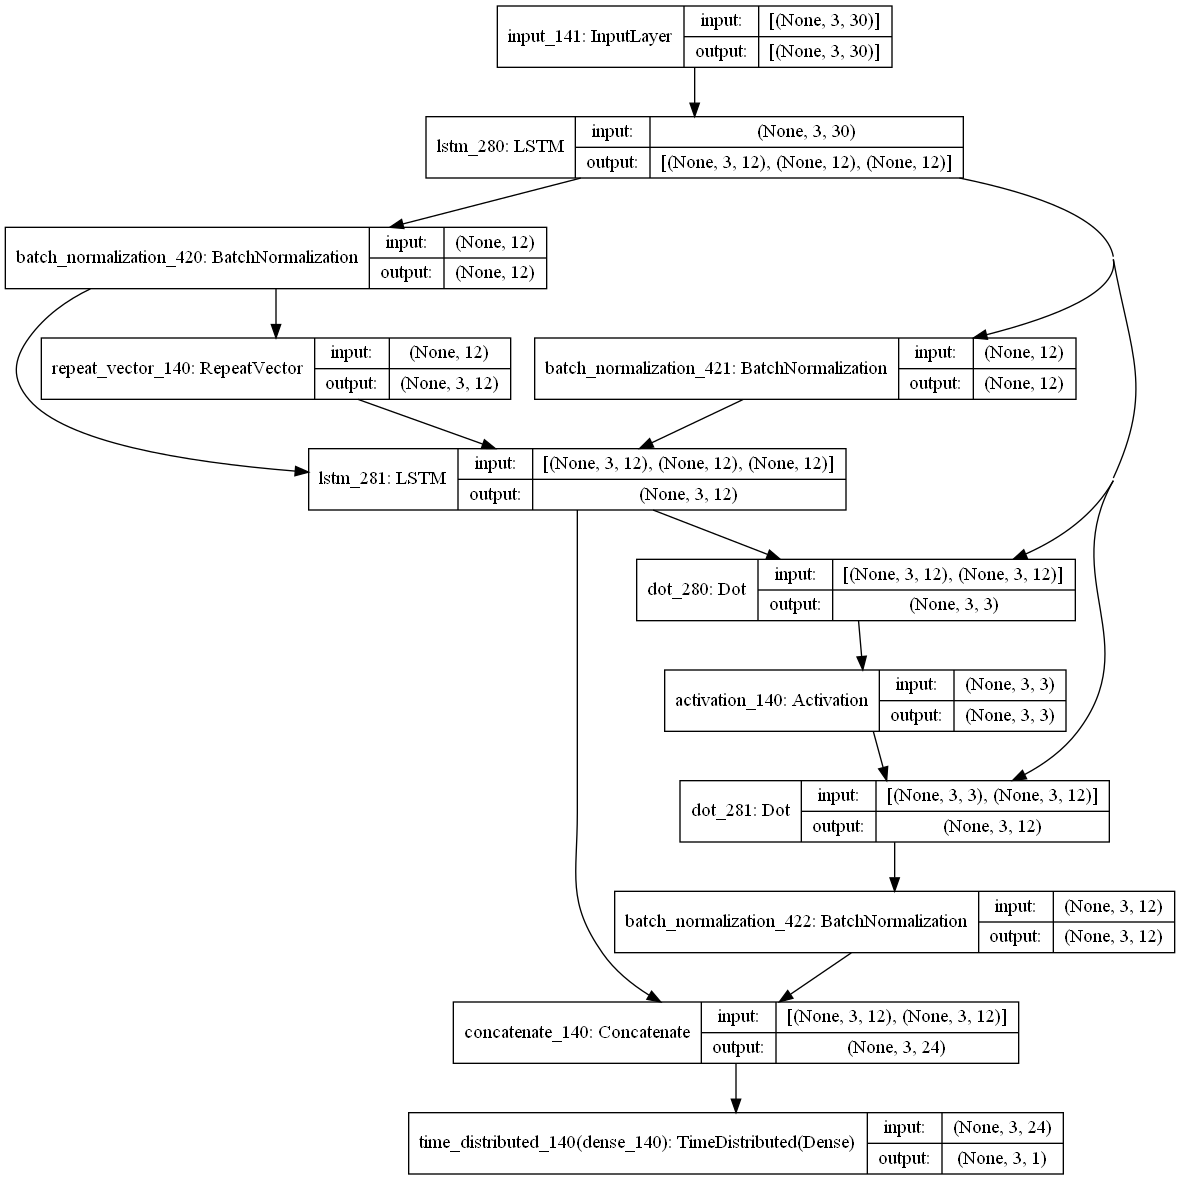 input_141: InputLayer
input: [(None, 3, 30)]
output: [(None, 3, 30)]
lstm_280: LSTM
input: (None, 3, 30)
output: [(None, 3, 12), (None, 12), (None, 12)]
batch_normalization_420: BatchNormalization
input: (None, 12)
output: (None, 12)
repeat_vector_140: RepeatVector
input: (None, 12)
output: (None, 3, 12)
batch_normalization_421: BatchNormalization
input: (None, 12)
output: (None, 12)
lstm_281: LSTM
input: [(None, 3, 12), (None, 12), (None, 12)]
output: (None, 3, 12)
dot_280: Dot
input: [(None, 3, 12), (None, 3, 12)]
output: (None, 3, 3)
activation_140: Activation
input: (None, 3, 3)
output: (None, 3, 3)
dot_281: Dot
input: [(None, 3, 3), (None, 3, 12)]
output: (None, 3, 12)
batch_normalization_422: BatchNormalization
input: (None, 3, 12)
output: (None, 3, 12)
concatenate_140: Concatenate
input: [(None, 3, 12), (None, 3, 12)]
output: (None, 3, 24)
time_distributed_140(dense_140): TimeDistributed(Dense)
input: (None, 3, 24)
output: (None, 3, 1)